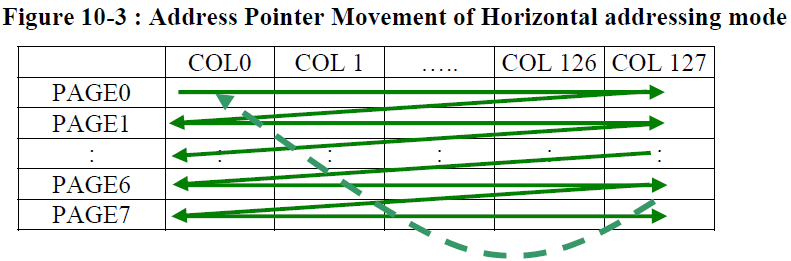 Figure 10-3 : Address Pointer Movement of Horizontal addressing mode
COL0 COL 1 ….. COL 126 COL 127
PAGE0
PAGE1
: : : : : :
PAGE6
PAGE7